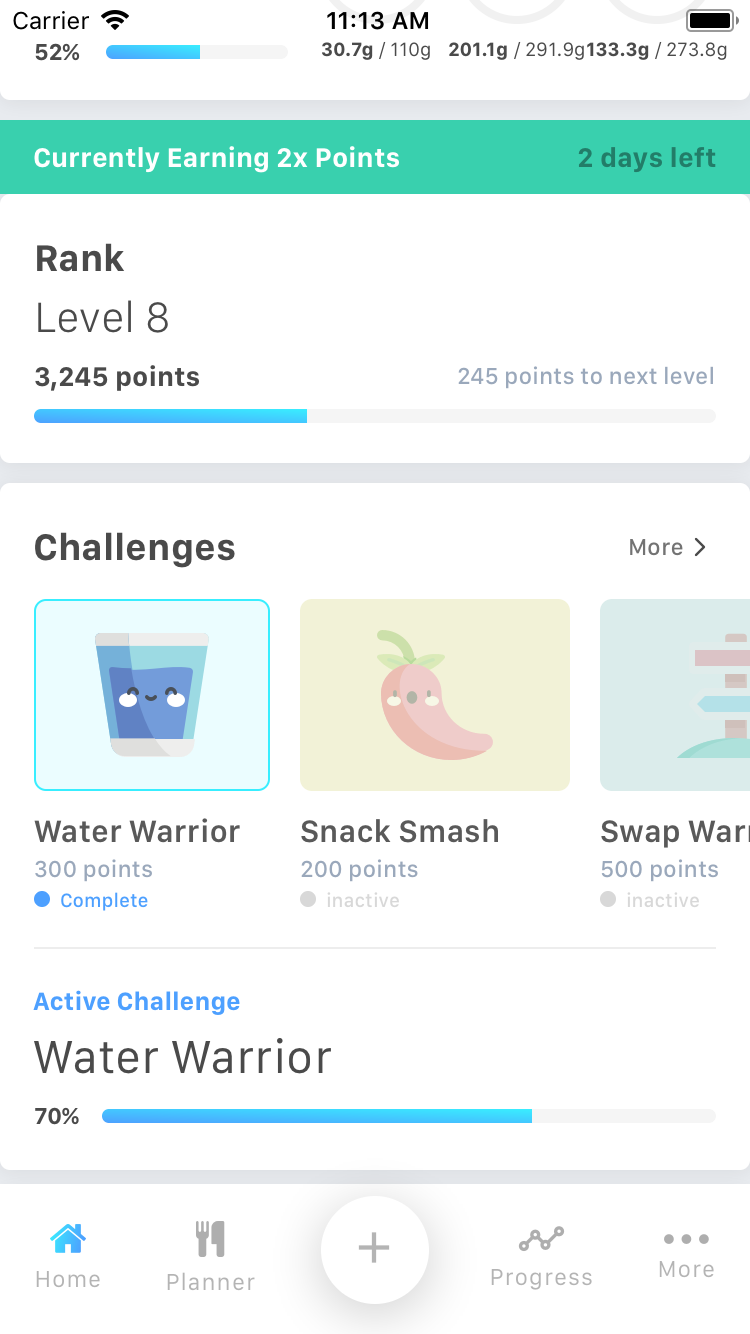 Carrier 11:13 AM
52% 30.7g / 110g 201.1g / 291.9g 133.3g / 273.8g
Currently Earning 2x Points 2 days left
Rank
Level 8
3,245 points 245 points to next level
Challenges More
Water Warrior Snack Smash Swap Warr
300 points 200 points 500 points
Complete inactive inactive
Active Challenge
Water Warrior
70%
Home Planner Progress More